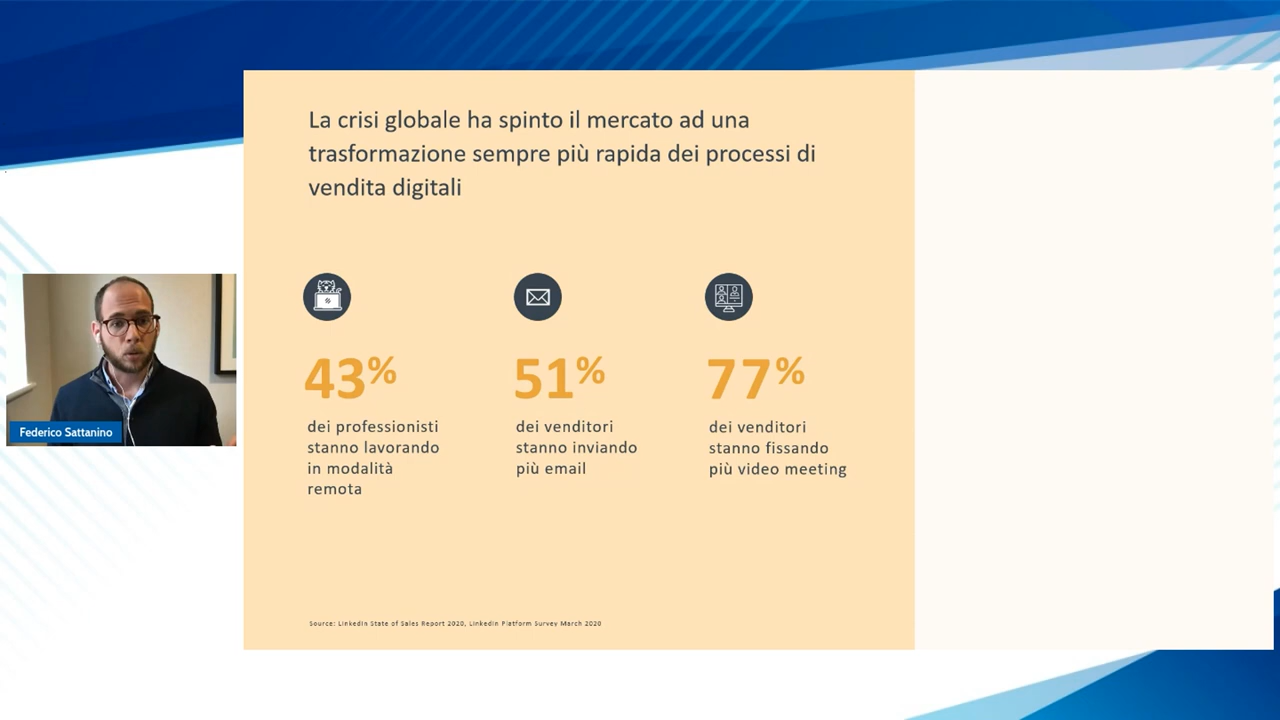 La crisi globale ha spinto il mercato ad una
trasformazione sempre più rapida dei processi di
vendita digitali
43%
dei professionisti
stanno lavorando
in modalità
remota
51%
dei venditori
stanno inviando
più email
77%
dei venditori
stanno fissando
più video meeting
Federico Sattanino
Source: LinkedIn State of Sales Report 2020, LinkedIn Platform Survey March 2020